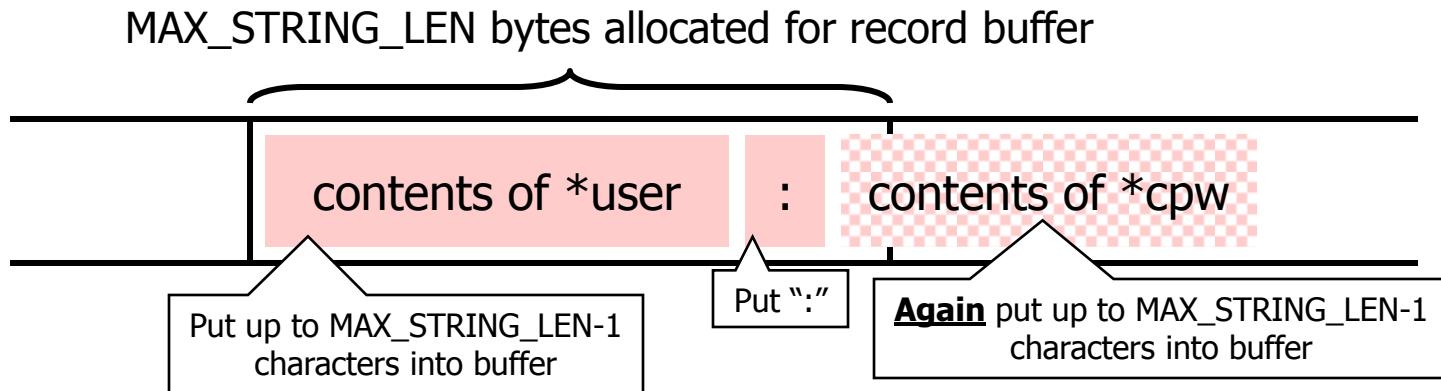 MAX_STRING_LEN bytes allocated for record buffer
contents of *user
:
contents of *cpw
Put up to MAX_STRING_LEN-1
characters into buffer
Put “:”
Again put up to MAX_STRING_LEN-1
characters into buffer